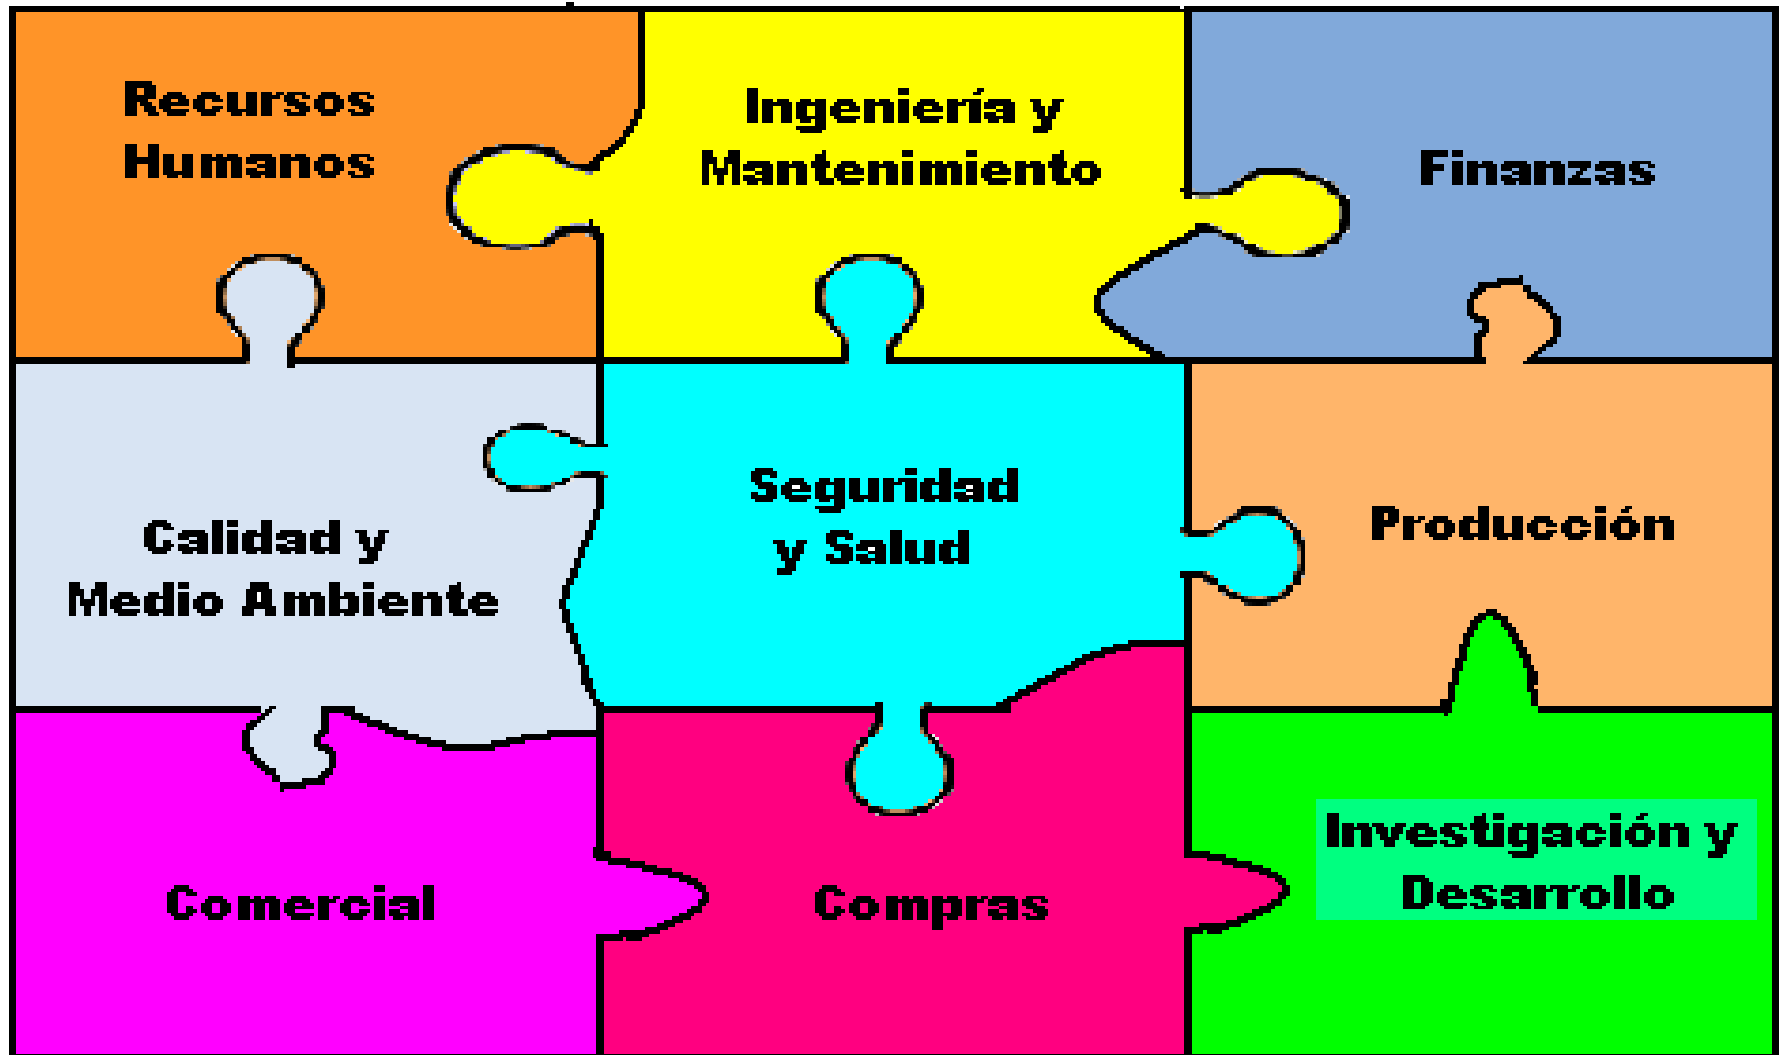 Recursos
Humanos
Ingeniería y
Mantenimiento
Finanzas
Calidad y
Medio Ambiente
Seguridad
y Salud
Producción
Comercial
Compras
Investigación y
Desarrollo